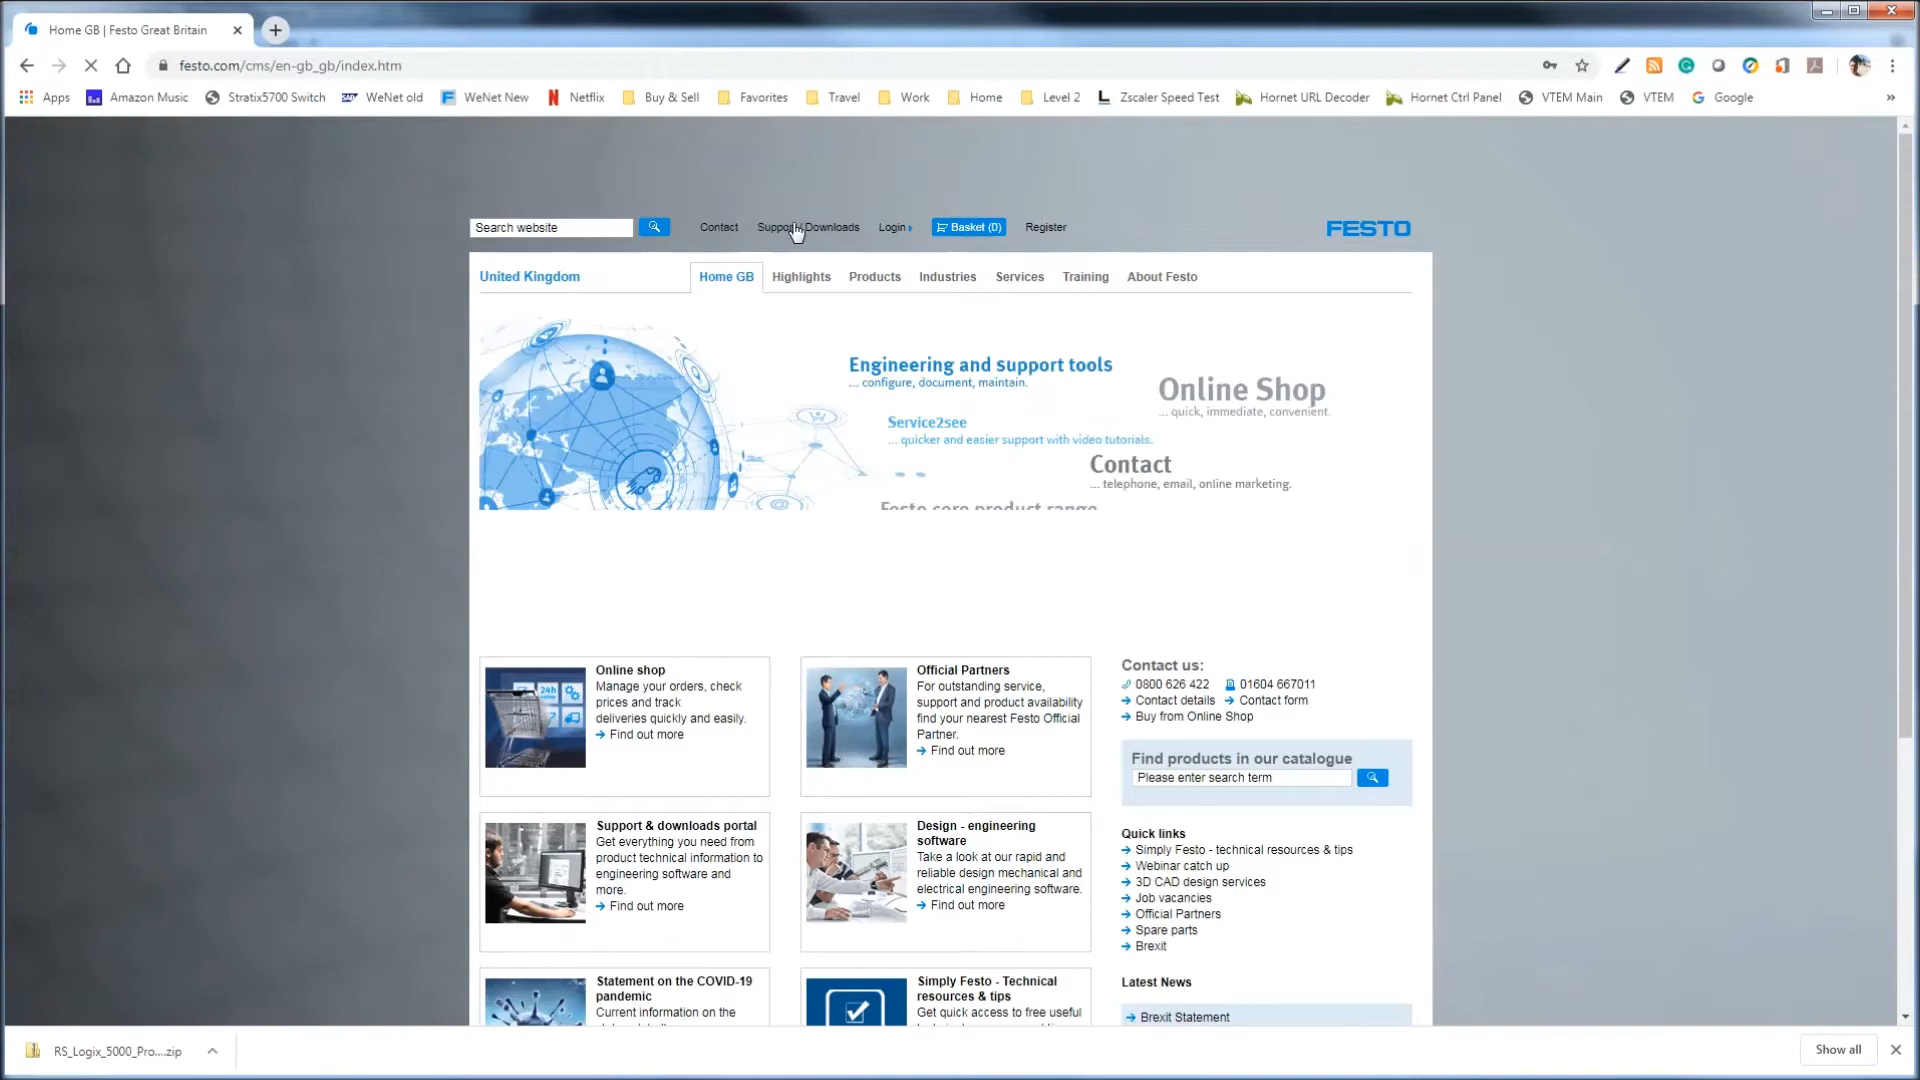 Home GB | Festo Great Britain
festo.com/cms/en-gb_gb/index.htm
Apps Amazon Music Stratix5700 Switch WeNet old WeNet New Netflix Buy & Sell Favorites Travel Work Home Level 2 Zscaler Speed Test Hornet URL Decoder Hornet Ctrl Panel VTEM Main VTEM Google »
Search website Contact Support/Downloads Login Basket (0) Register FESTO
United Kingdom Home GB Highlights Products Industries Services Training About Festo
Engineering and support tools
... configure, document, maintain.
Online Shop
... quick, immediate, convenient.
Service2see
... quicker and easier support with video tutorials.
Contact
... telephone, email, online marketing.
Festo core product range
Online shop
Manage your orders, check
prices and track
deliveries quickly and easily.
Find out more
24h
Official Partners
For outstanding service,
support and product availability
find your nearest Festo Official
Partner.
Find out more
Contact us:
0800 626 422 01604 667011
Contact details Contact form
Buy from Online Shop
Find products in our catalogue
Please enter search term
Support & downloads portal
Get everything you need from
product technical information to
engineering software and
more.
Find out more
Design - engineering
software
Take a look at our rapid and
reliable design mechanical and
electrical engineering software.
Find out more
Quick links
Simply Festo - technical resources & tips
Webinar catch up
3D CAD design services
Job vacancies
Official Partners
Spare parts
Brexit
Statement on the COVID-19
pandemic
Current information on the
Simply Festo - Technical
resources & tips
Get quick access to free useful
Latest News
Brexit Statement
RS_Logix_5000_Pro....zip
Show all